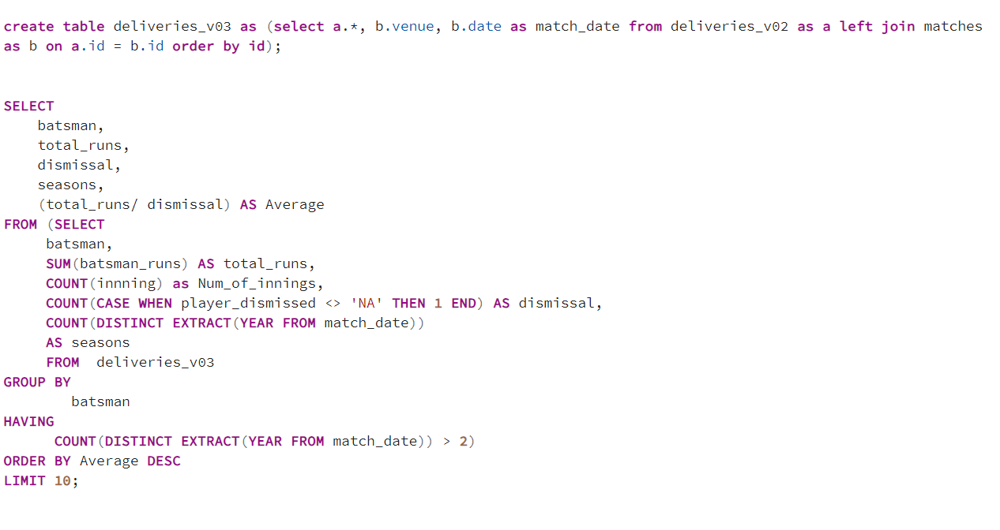 create table deliveries_v03 as (select a.*, b.venue, b.date as match_date from deliveries_v02 as a left join matches
as b on a.id = b.id order by id);
SELECT
batsman,
total_runs,
dismissal,
seasons,
(total_runs/ dismissal) AS Average
FROM (SELECT
batsman,
SUM(batsman_runs) AS total_runs,
COUNT(innning) as Num_of_innings,
COUNT(CASE WHEN player_dismissed <> 'NA' THEN 1 END) AS dismissal,
COUNT(DISTINCT EXTRACT(YEAR FROM match_date))
AS seasons
FROM  deliveries_v03
GROUP BY
batsman
HAVING
COUNT(DISTINCT EXTRACT(YEAR FROM match_date)) > 2)
ORDER BY Average DESC
LIMIT 10;